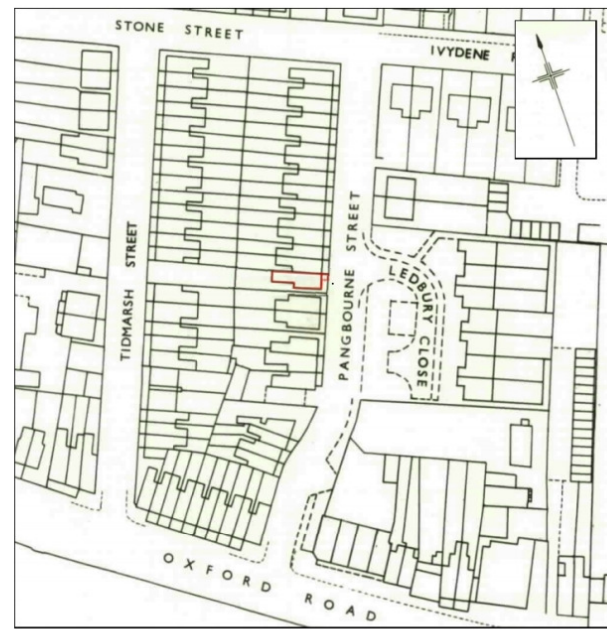 STONE STREET
IVYDENE
TIDMARSH STREET
PANGBOURNE STREET
LEDBURY CLOSE
OXFORD ROAD